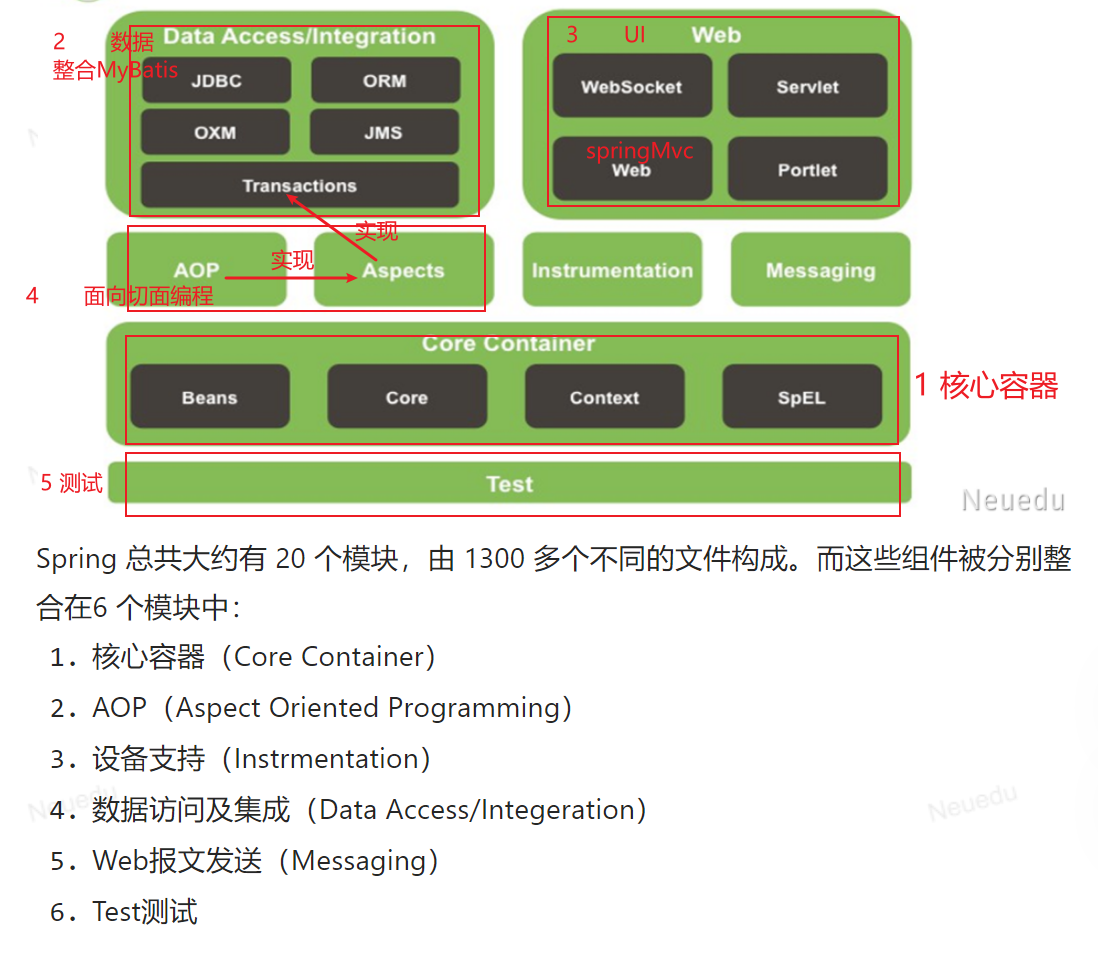 2 数据 Data Access/Integration
整合MyBatis
JDBC ORM
OXM JMS
Transactions
3 UI Web
WebSocket Servlet
springMvc
Web Portlet
实现
实现
AOP Aspects Instrumentation Messaging
4 面向切面编程
Core Container
Beans Core Context SpEL
1 核心容器
5 测试 Test
Neuedu
Spring 总共大约有 20 个模块，由 1300 多个不同的文件构成。而这些组件被分别整
合在6 个模块中：
1. 核心容器（Core Container）
2. AOP（Aspect Oriented Programming）
3. 设备支持（Instrmentation）
4. 数据访问及集成（Data Access/Integeration）
5. Web报文发送（Messaging）
6. Test测试
Neuedu
Neuedu